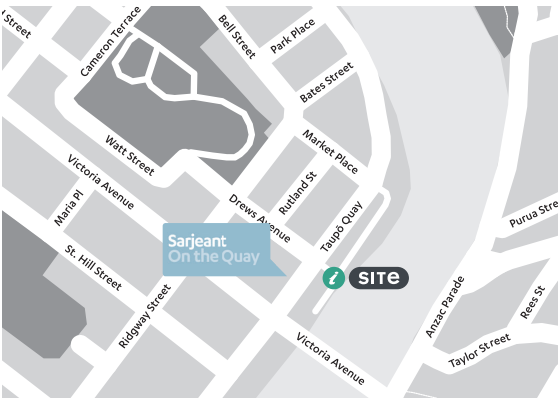 Street
Cameron Terrace
Bell Street
Park Place
Bates Street
Watt Street
Market Place
Victoria Avenue
Maria Pl
Rutland St
Drews Avenue
Taupō Quay
Purua Stre
Sarjeant
On the Quay
St. Hill Street
i SITE
Ridgway Street
Anzac Parade
Rees St
Victoria Avenue
Taylor Street